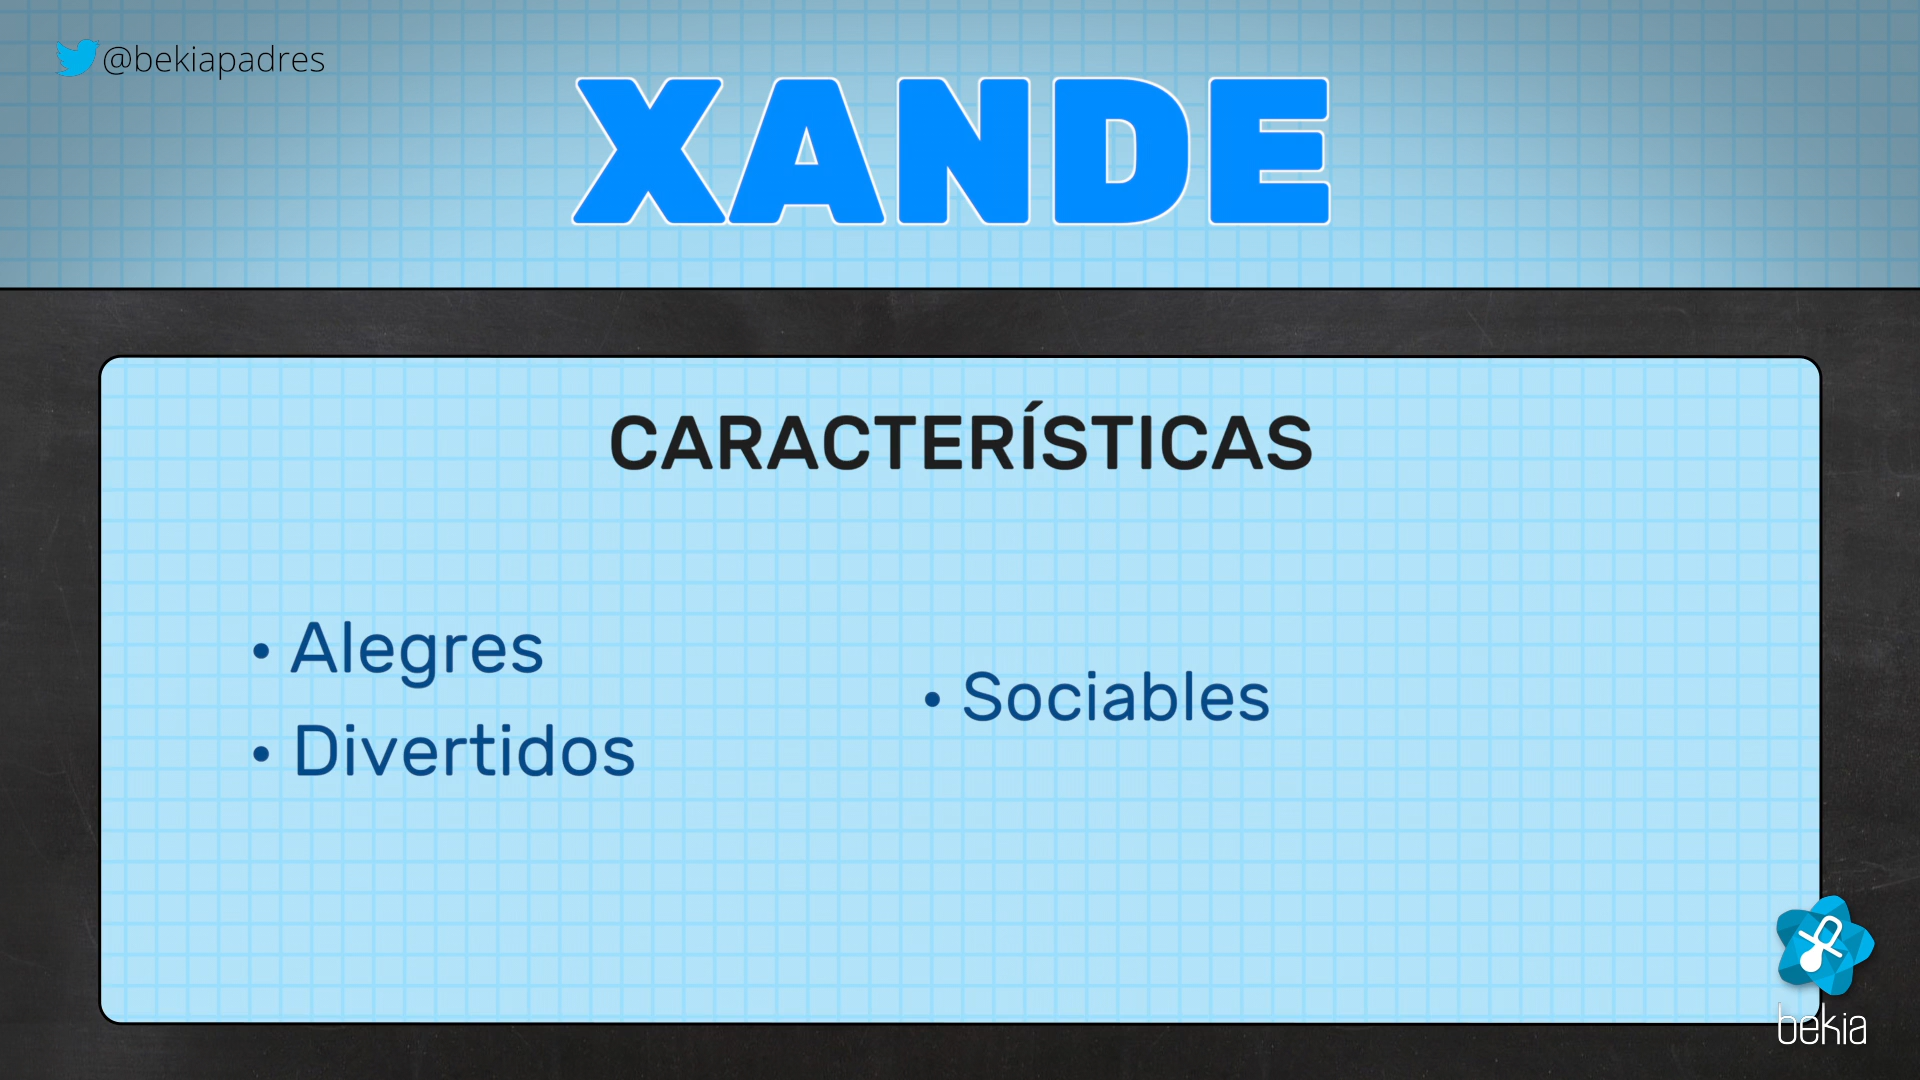 @bekiapadres
XANDE
CARACTERÍSTICAS
• Alegres
• Divertidos
• Sociables
bekia